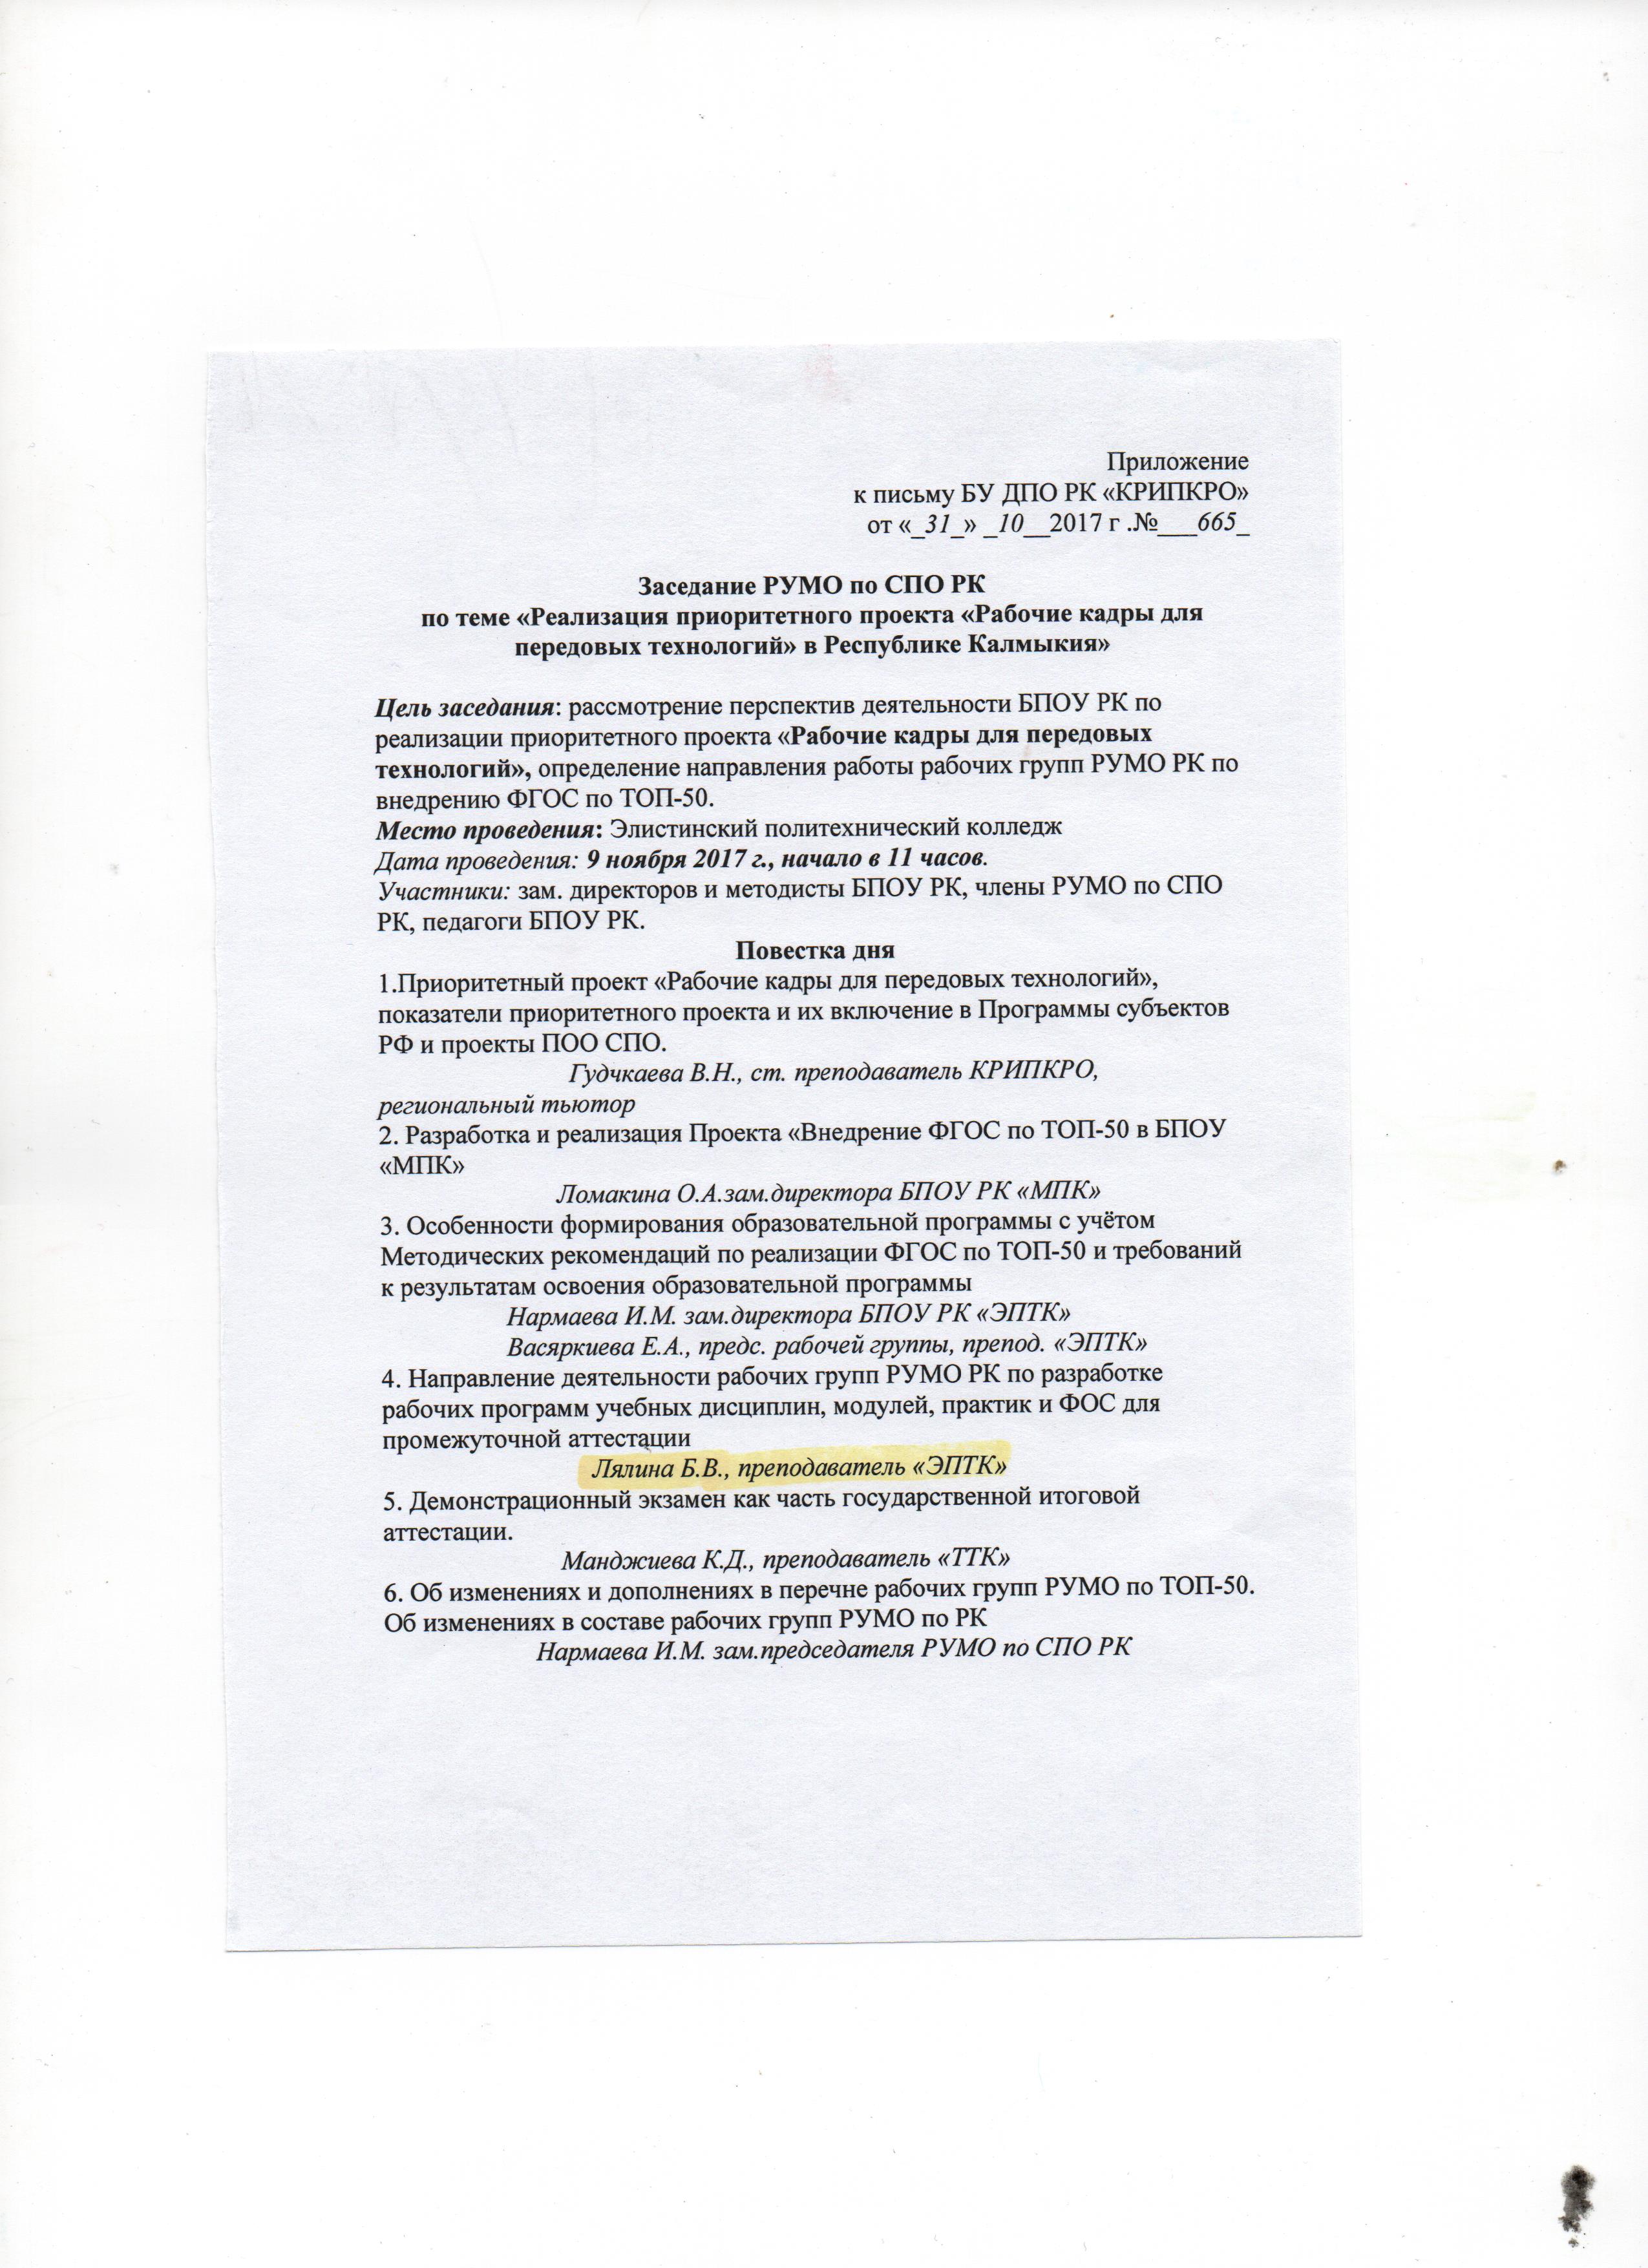 Приложение
к письму БУ ДПО РК «КРИПКРО»
от «_31_» _10__2017 г .№___665_
Заседание РУМО по СПО РК
по теме «Реализация приоритетного проекта «Рабочие кадры для
передовых технологий» в Республике Калмыкия»
Цель заседания: рассмотрение перспектив деятельности БПОУ РК по
реализации приоритетного проекта «Рабочие кадры для передовых
технологий», определение направления работы рабочих групп РУМО РК по
внедрению ФГОС по ТОП-50.
Место проведения: Элистинский политехнический колледж
Дата проведения: 9 ноября 2017 г., начало в 11 часов.
Участники: зам. директоров и методисты БПОУ РК, члены РУМО по СПО
РК, педагоги БПОУ РК.
Повестка дня
1.Приоритетный проект «Рабочие кадры для передовых технологий»,
показатели приоритетного проекта и их включение в Программы субъектов
РФ и проекты ПОО СПО.
Гудчкаева В.Н., ст. преподаватель КРИПКРО,
региональный тьютор
2. Разработка и реализация Проекта «Внедрение ФГОС по ТОП-50 в БПОУ
«МПК»
Ломакина О.А.зам.директора БПОУ РК «МПК»
3. Особенности формирования образовательной программы с учётом
Методических рекомендаций по реализации ФГОС по ТОП-50 и требований
к результатам освоения образовательной программы
Нармаева И.М. зам.директора БПОУ РК «ЭПТК»
Васяркиева Е.А., предс. рабочей группы, препод. «ЭПТК»
4. Направление деятельности рабочих групп РУМО РК по разработке
рабочих программ учебных дисциплин, модулей, практик и ФОС для
промежуточной аттестации
Лялина Б.В., преподаватель «ЭПТК»
5. Демонстрационный экзамен как часть государственной итоговой
аттестации.
Манджиева К.Д., преподаватель «ТТК»
6. Об изменениях и дополнениях в перечне рабочих групп РУМО по ТОП-50.
Об изменениях в составе рабочих групп РУМО по РК
Нармаева И.М. зам.председателя РУМО по СПО РК